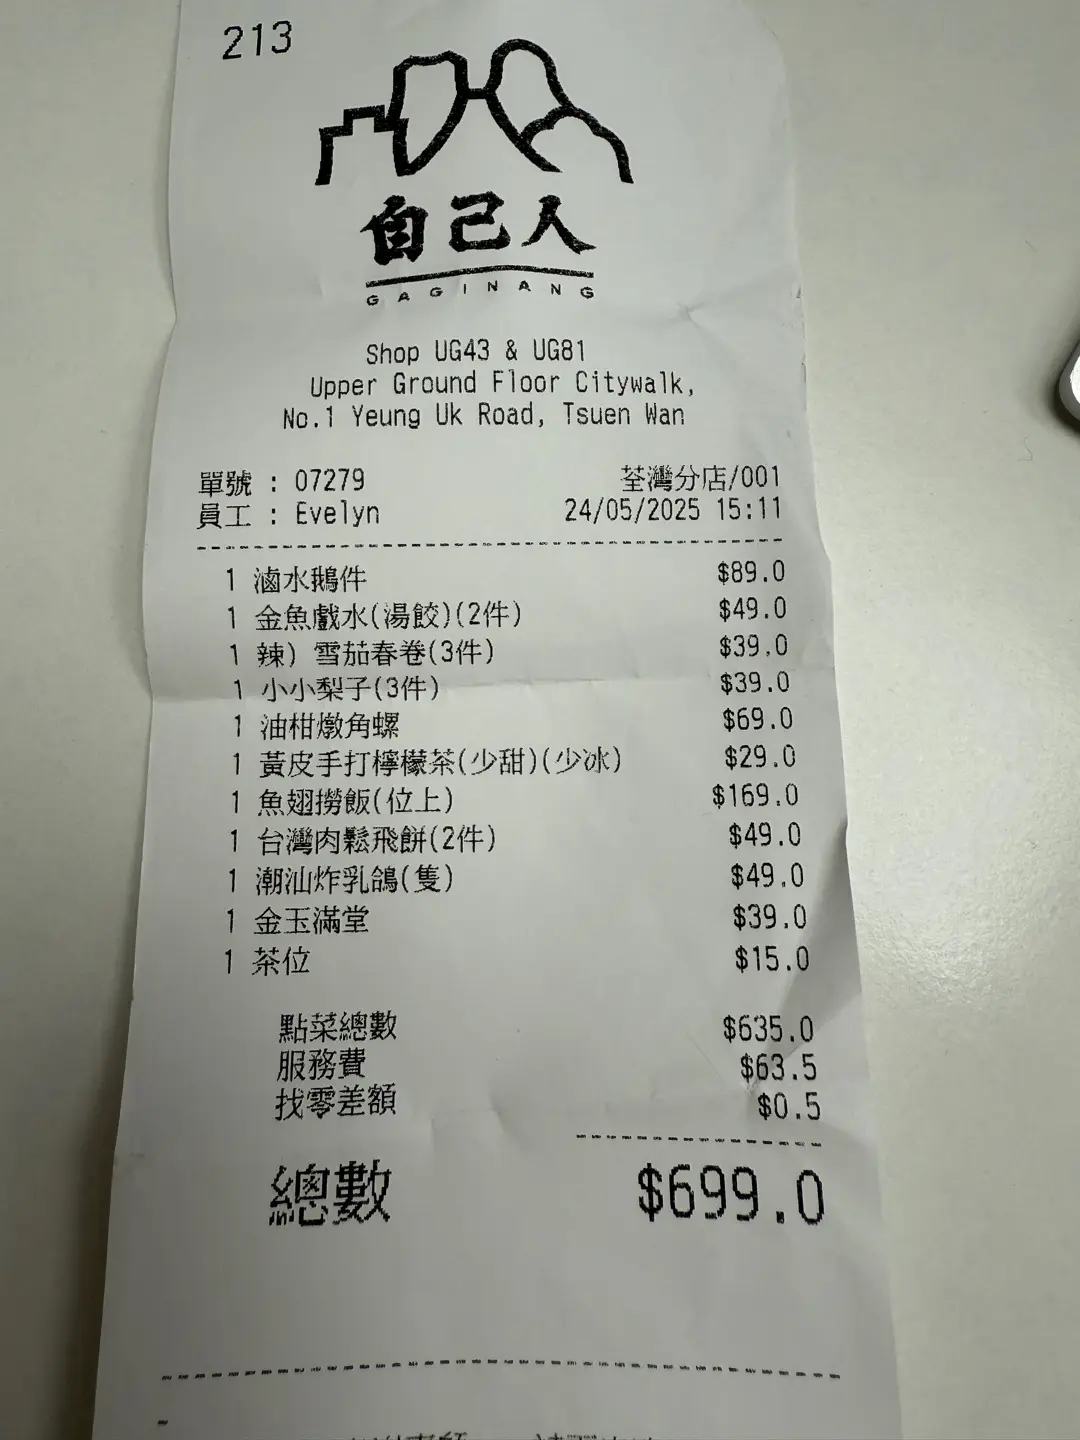 213
自己人
GAGINANG
Shop UG43 & UG81
Upper Ground Floor Citywalk,
No.1 Yeung Uk Road, Tsuen Wan
單號 : 07279 荃灣分店/001
員工 : Evelyn 24/05/2025 15:11
1 滷水鵝件 $89.0
1 金魚戲水(湯餃)(2件) $49.0
1 辣) 雪茄春卷(3件) $39.0
1 小小梨子(3件) $39.0
1 油柑燉角螺 $69.0
1 黃皮手打檸檬茶(少甜)(少冰) $29.0
1 魚翅撈飯(位上) $169.0
1 台灣肉鬆飛餅(2件) $49.0
1 潮汕炸乳鴿(隻) $49.0
1 金玉滿堂 $39.0
1 茶位 $15.0
點菜總數 $635.0
服務費 $63.5
找零差額 $0.5
總數 $699.0